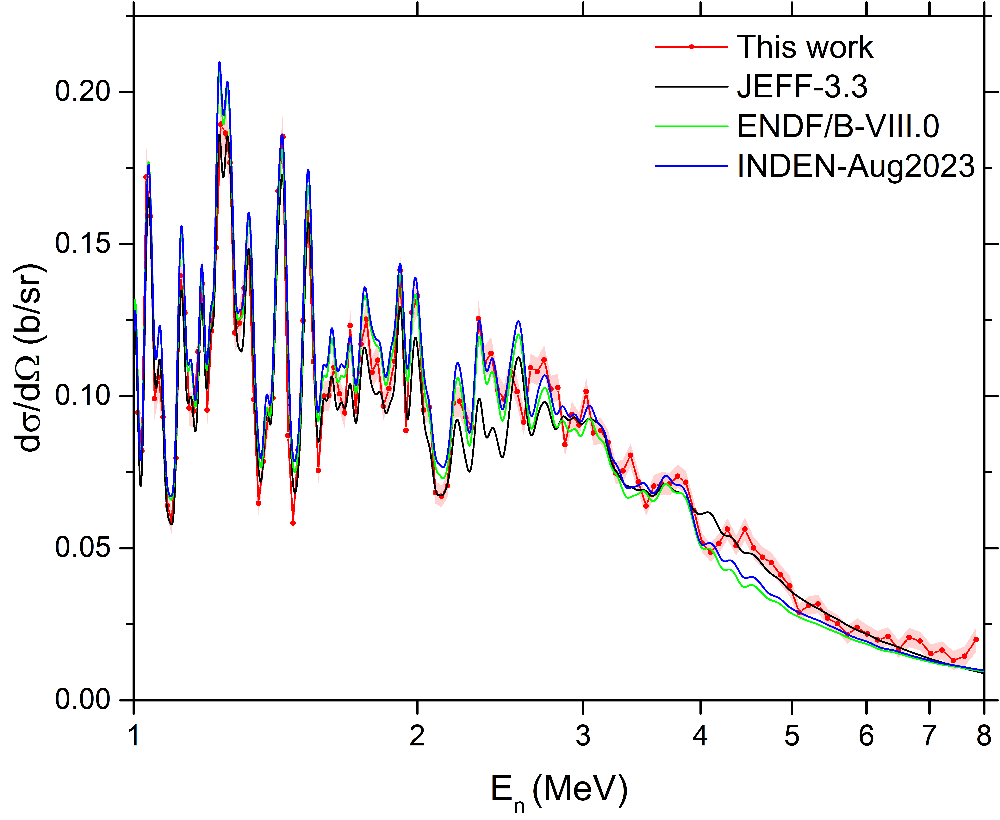 This work
JEFF-3.3
ENDF/B-VIII.0
INDEN-Aug2023
dσ/dΩ (b/sr)
0.20
0.15
0.10
0.05
0.00
1 2 3 4 5 6 7 8
En (MeV)